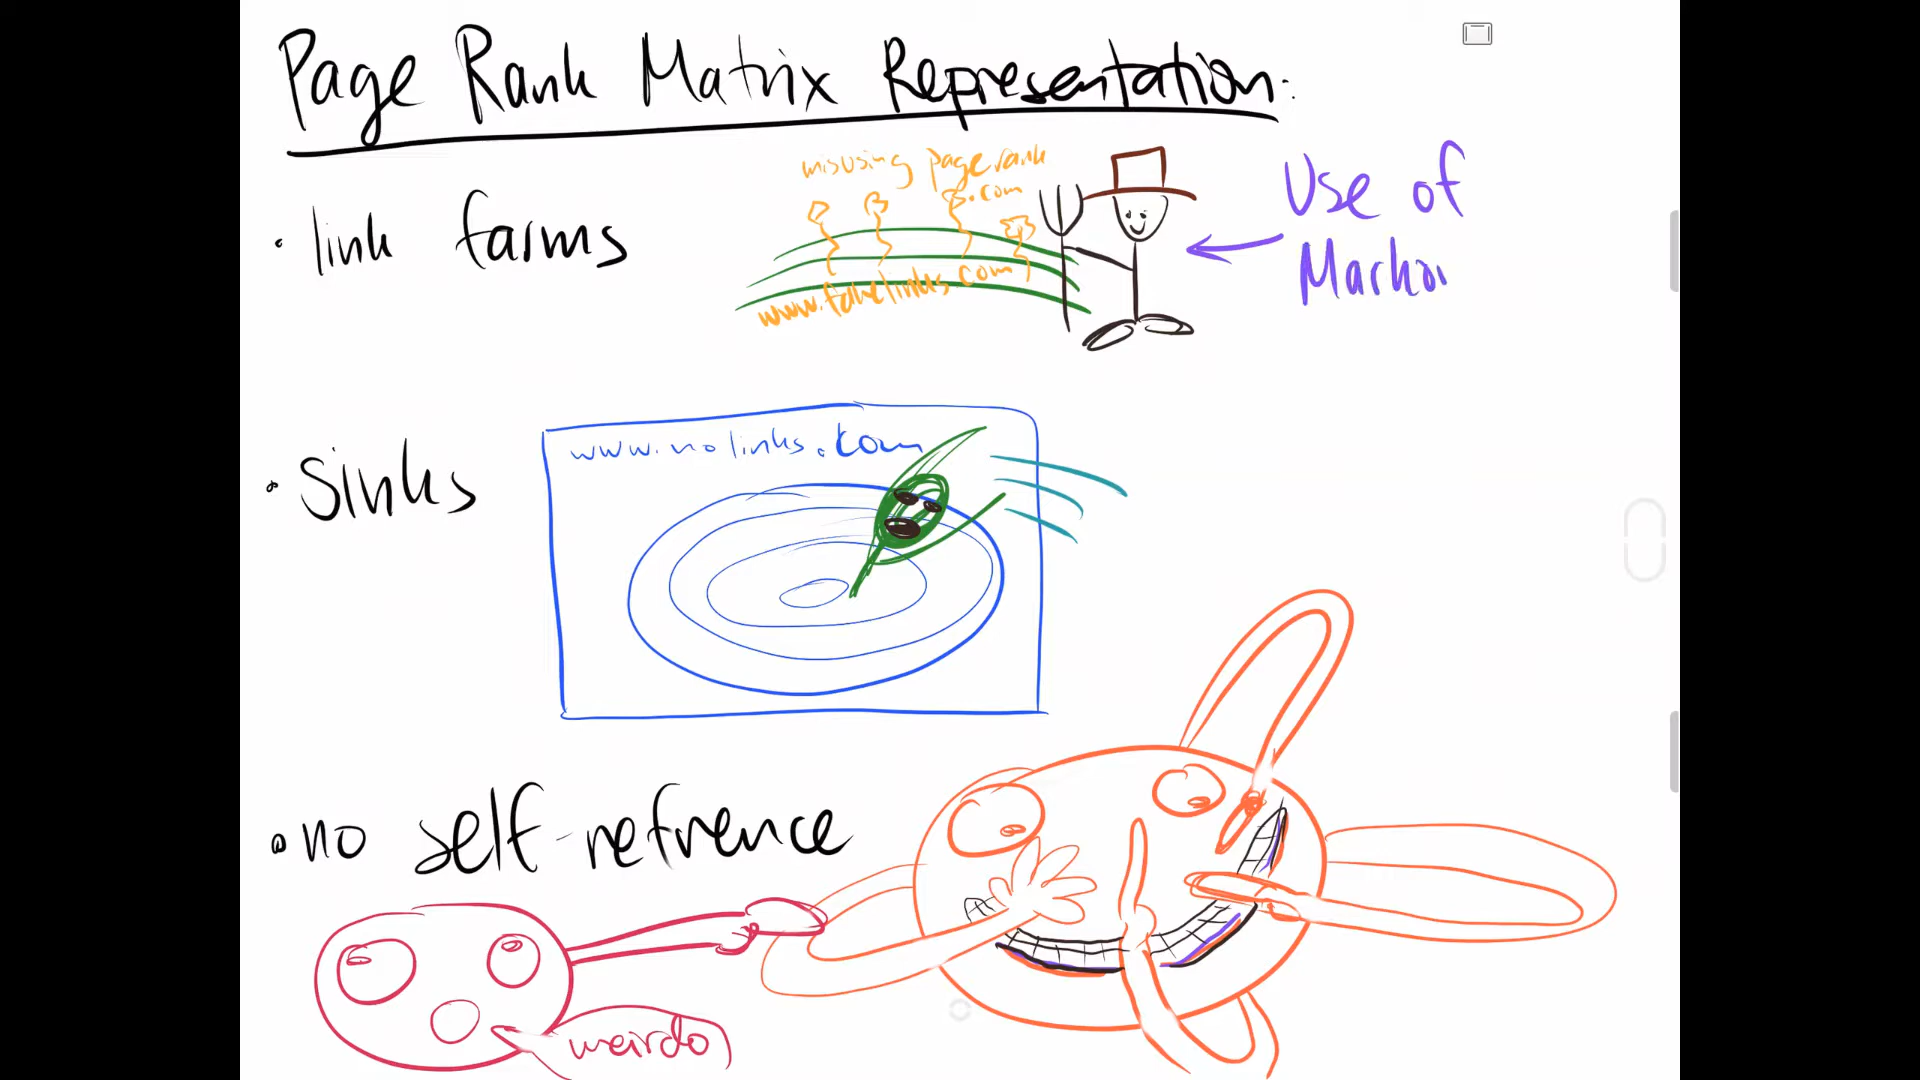 Page Rank Matrix Representation:
misusing pagerank
.com
Use of
Markov
• link farms
www.fakelinks.com
www.nolinks.com
• Sinks
• no self-refrence
weirdo